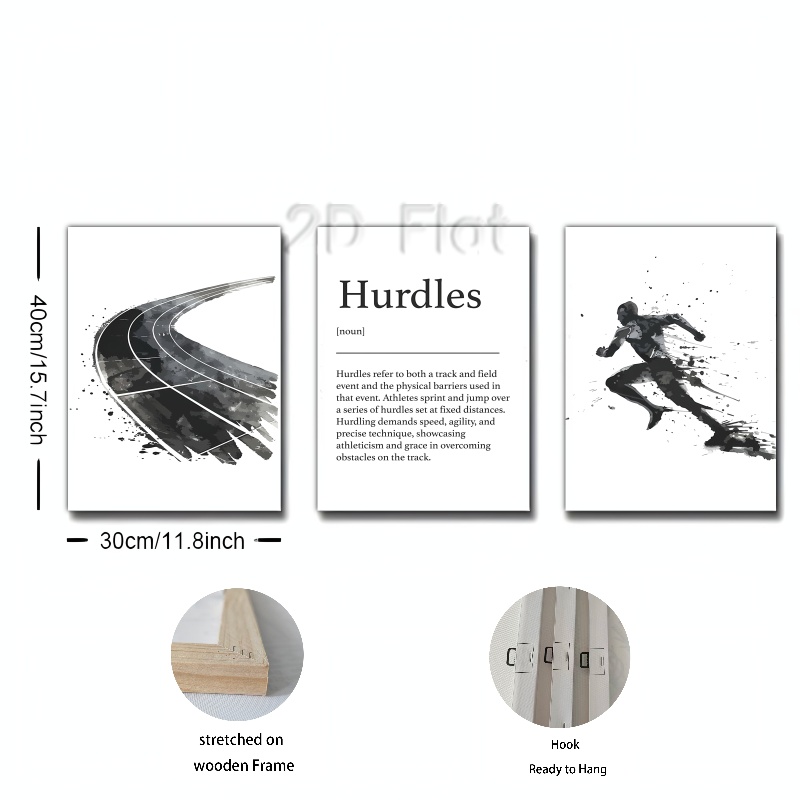 2D Flat
40cm/15.7inch
Hurdles
[noun]
Hurdles refer to both a track and field
event and the physical barriers used in
that event. Athletes sprint and jump over
a series of hurdles set at fixed distances.
Hurdling demands speed, agility, and
precise technique, showcasing
athleticism and grace in overcoming
obstacles on the track.
30cm/11.8inch
stretched on
wooden Frame
Hook
Ready to Hang